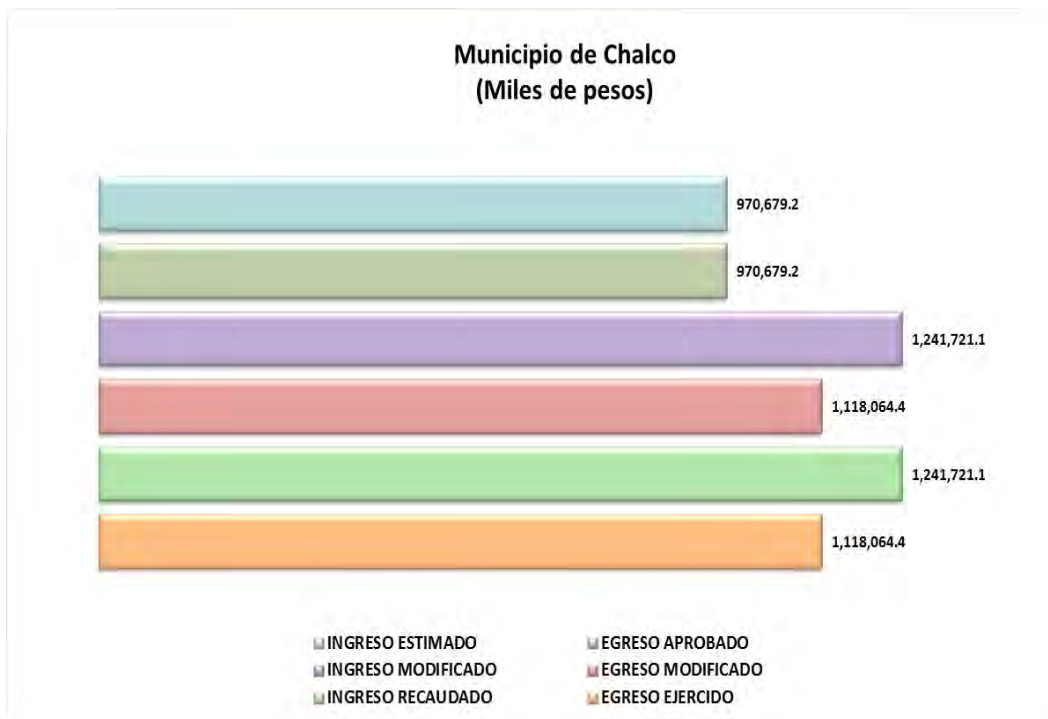 Municipio de Chalco
(Miles de pesos)
970,679.2
970,679.2
1,241,721.1
1,118,064.4
1,241,721.1
1,118,064.4
INGRESO ESTIMADO EGRESO APROBADO
INGRESO MODIFICADO EGRESO MODIFICADO
INGRESO RECAUDADO EGRESO EJERCIDO